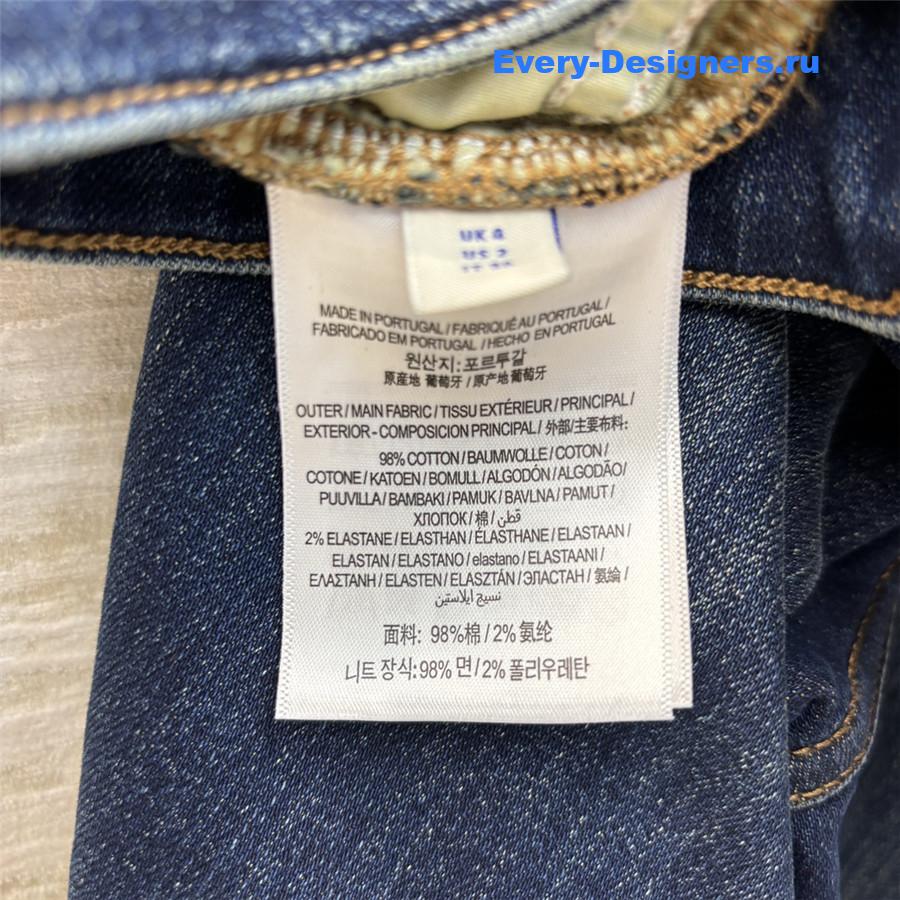 Every-Designers.ru
UK 4
US 2
MADE IN PORTUGAL / FABRIQUÉ AU PORTUGAL /
FABRICADO EM PORTUGAL / HECHO EN PORTUGAL
원산지: 포르투갈
原産地 葡萄牙 / 原产地 葡萄牙
OUTER / MAIN FABRIC / TISSU EXTÉRIEUR / PRINCIPAL /
EXTERIOR - COMPOSICION PRINCIPAL / 外部/主要布料:
98% COTTON / BAUMWOLLE / COTON /
COTONE / KATOEN / BOMULL / ALGODÓN / ALGODÃO/
PUUVILLA / BAMBAKI / PAMUK / BAVLNA / PAMUT /
ХЛОПОК / 棉 / قطن/
2% ELASTANE / ELASTHAN / ÉLASTHANE / ELASTAAN /
ELASTAN / ELASTANO / elastano / ELASTAANI /
ΕΛΑΣΤΑΝΗ / ELASTEN / ELASZTÁN / ЭЛАСТАН / 氨纶 /
نسيج ايلاستين
面料: 98%棉 / 2% 氨纶
니트 장식: 98% 면 / 2% 폴리우레탄